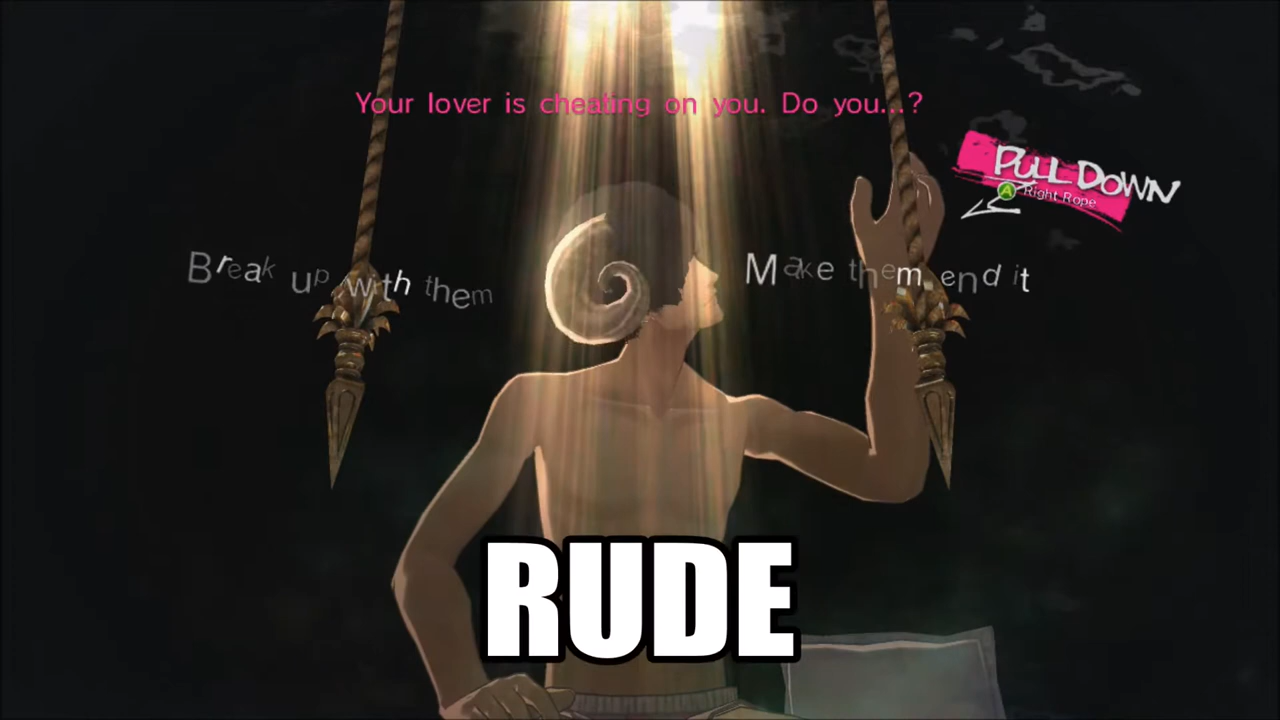 Your lover is cheating on you. Do you...?
PULL DOWN
A Right Rope
Break up with them
Make them end it
RUDE